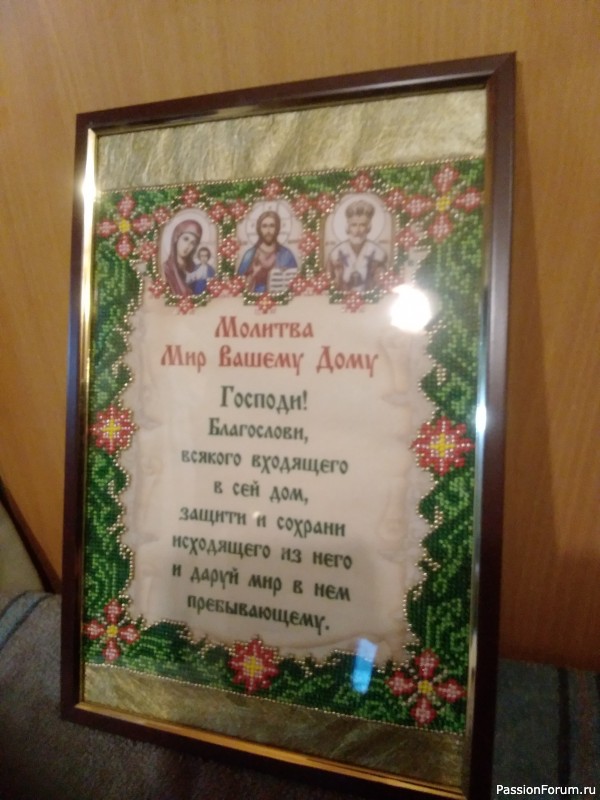 Молитва
Мир Вашему Дому
Господи!
Благослови,
всякого входящего
в сей дом,
защити и сохрани
исходящего из него
и даруй мир в нем
пребывающему.
PassionForum.ru